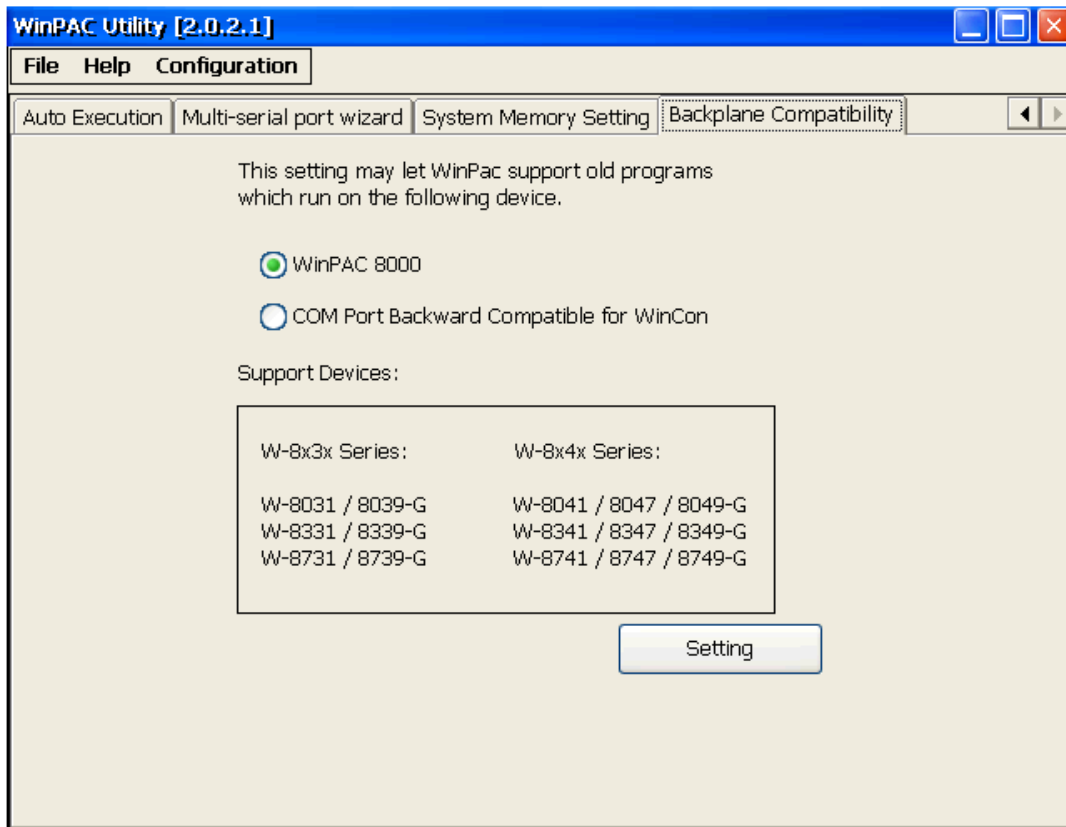 WinPAC Utility [2.0.2.1]
File Help Configuration
Auto Execution Multi-serial port wizard System Memory Setting Backplane Compatibility
This setting may let WinPac support old programs
which run on the following device.
WinPAC 8000
COM Port Backward Compatible for WinCon
Support Devices:
W-8x3x Series: W-8x4x Series:
W-8031 / 8039-G W-8041 / 8047 / 8049-G
W-8331 / 8339-G W-8341 / 8347 / 8349-G
W-8731 / 8739-G W-8741 / 8747 / 8749-G
Setting